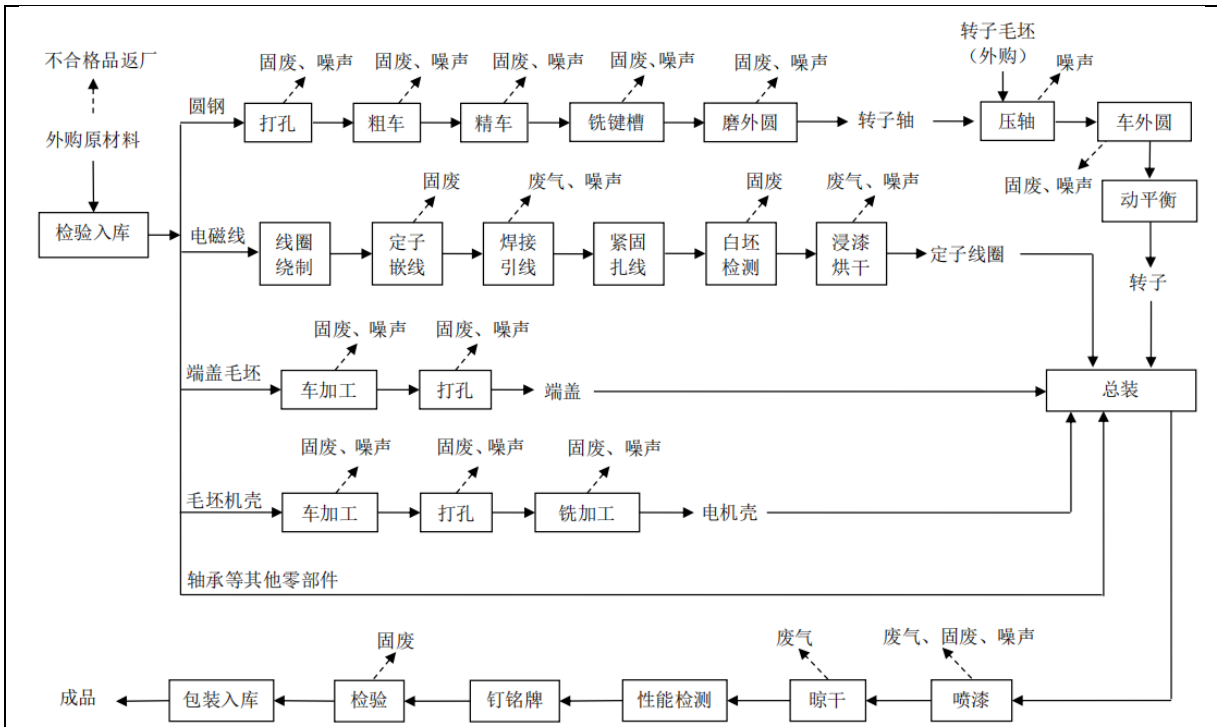 不合格品返厂
外购原材料
检验入库
圆钢
固废、噪声
固废、噪声
固废、噪声
固废、噪声
固废、噪声
打孔
粗车
精车
铣键槽
磨外圆
转子轴
转子毛坯
（外购）
噪声
压轴
车外圆
固废、噪声
动平衡
转子
电磁线
固废
废气、噪声
固废
废气、噪声
线圈
绕制
定子
嵌线
焊接
引线
紧固
扎线
白坯
检测
浸漆
烘干
定子线圈
端盖毛坯
固废、噪声
固废、噪声
车加工
打孔
端盖
总装
毛坯机壳
固废、噪声
固废、噪声
固废、噪声
车加工
打孔
铣加工
电机壳
轴承等其他零部件
固废
废气
废气、固废、噪声
成品
包装入库
检验
钉铭牌
性能检测
晾干
喷漆